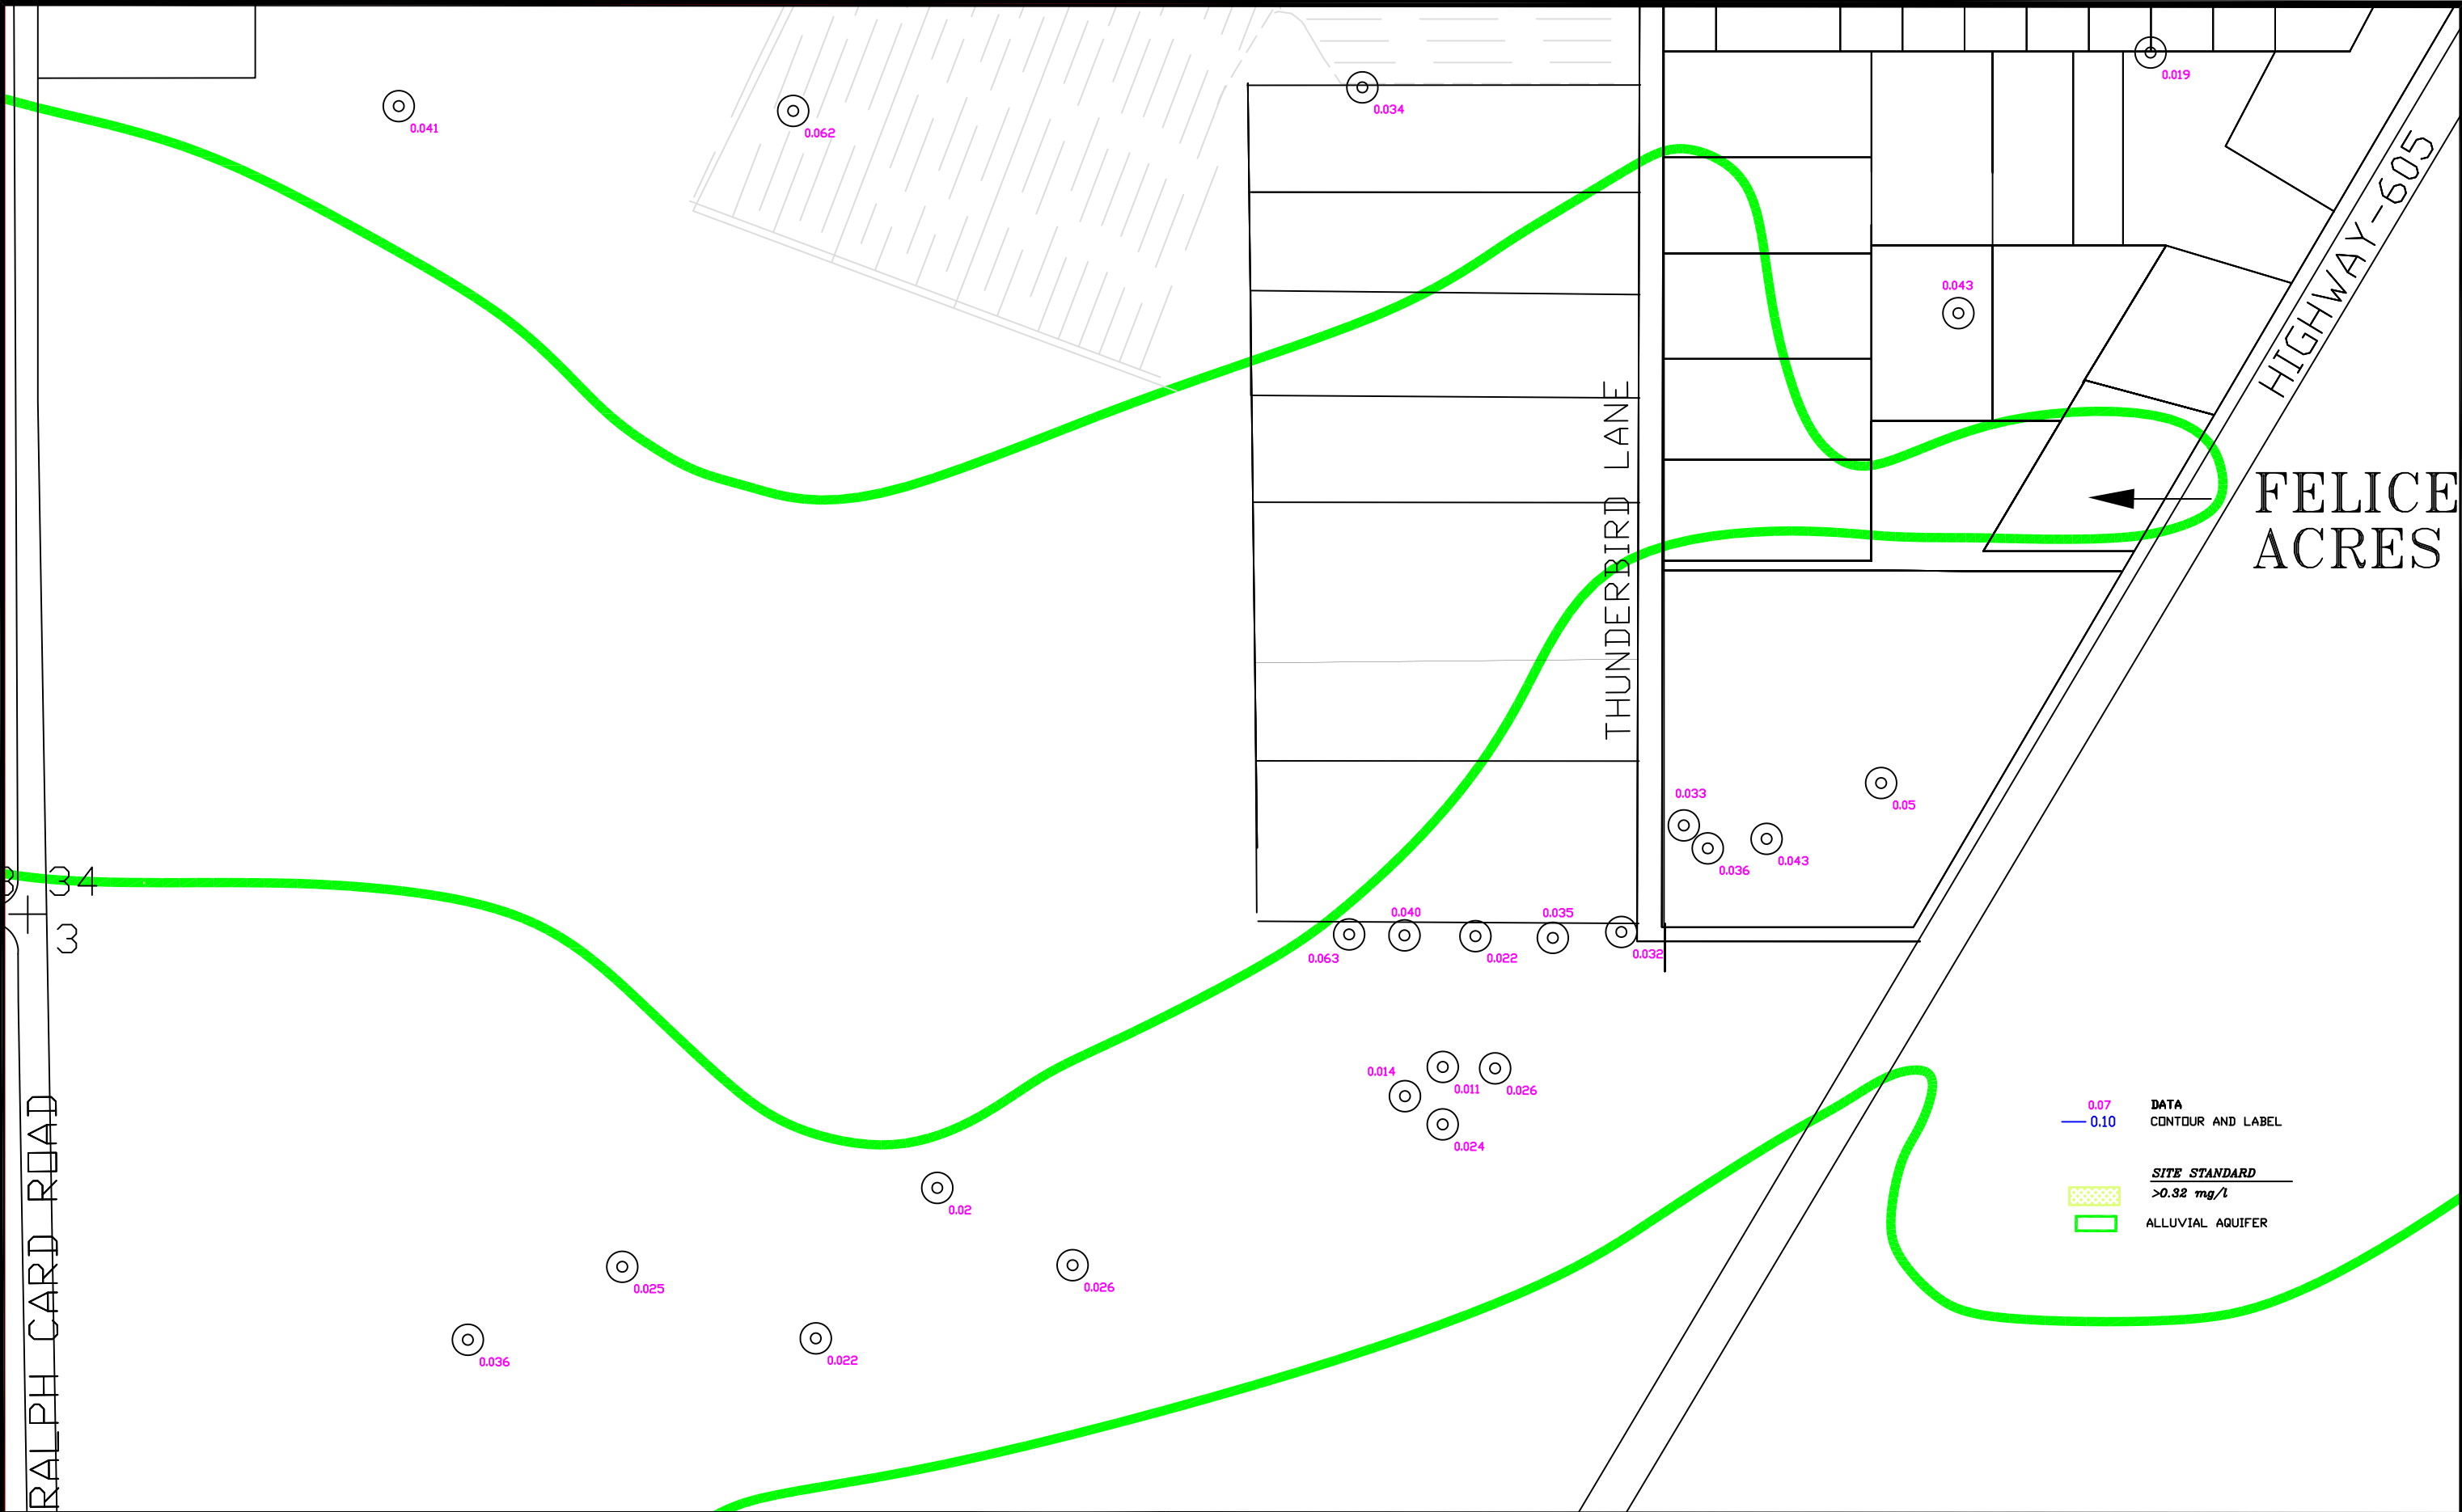 0.019
0.034
0.041
0.062
HIGHWAY-605
0.043
THUNDERBIRD LANE
FELICE
ACRES
0.033
0.05
0.036
0.043
34
3
0.040
0.035
0.063
0.022
0.032
0.014
0.011
0.026
0.024
0.02
0.025
0.026
0.036
0.022
RALPH CARD ROAD
0.07 DATA
0.10 CONTOUR AND LABEL
SITE STANDARD
>0.32 mg/l
ALLUVIAL AQUIFER